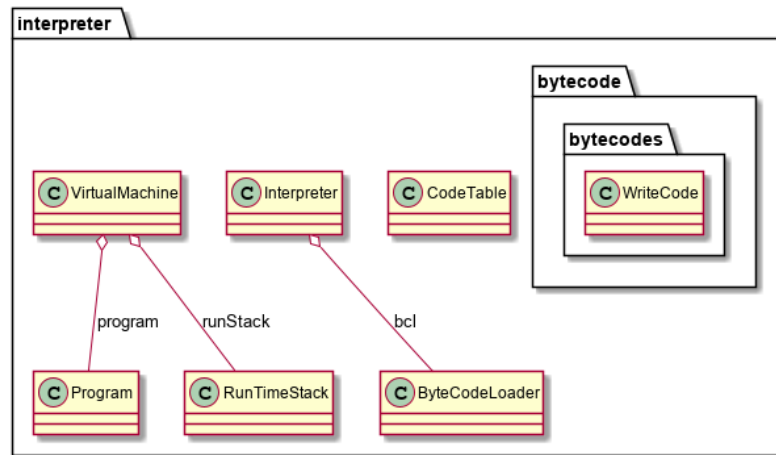 interpreter
bytecode
bytecodes
C VirtualMachine
C Interpreter
C CodeTable
C WriteCode
program
runStack
bcl
C Program
C RunTimeStack
C ByteCodeLoader